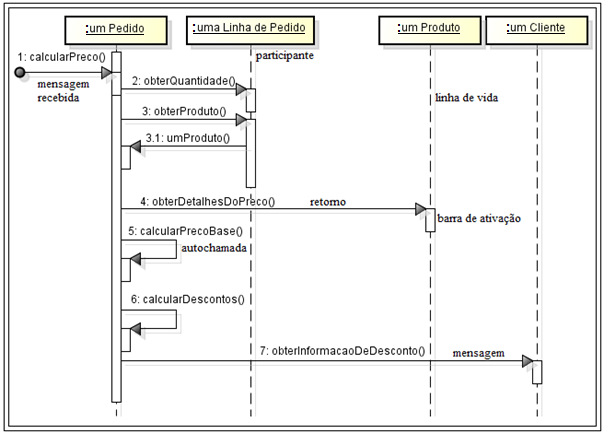 :um Pedido
:uma Linha de Pedido
:um Produto
:um Cliente
1: calcularPreco()
participante
mensagem
recebida
2: obterQuantidade()
linha de vida
3: obterProduto()
3.1: umProduto()
4: obterDetalhesDoPreco()
retorno
barra de ativação
5: calcularPrecoBase()
autochamada
6: calcularDescontos()
7: obterInformacaoDeDesconto()
mensagem